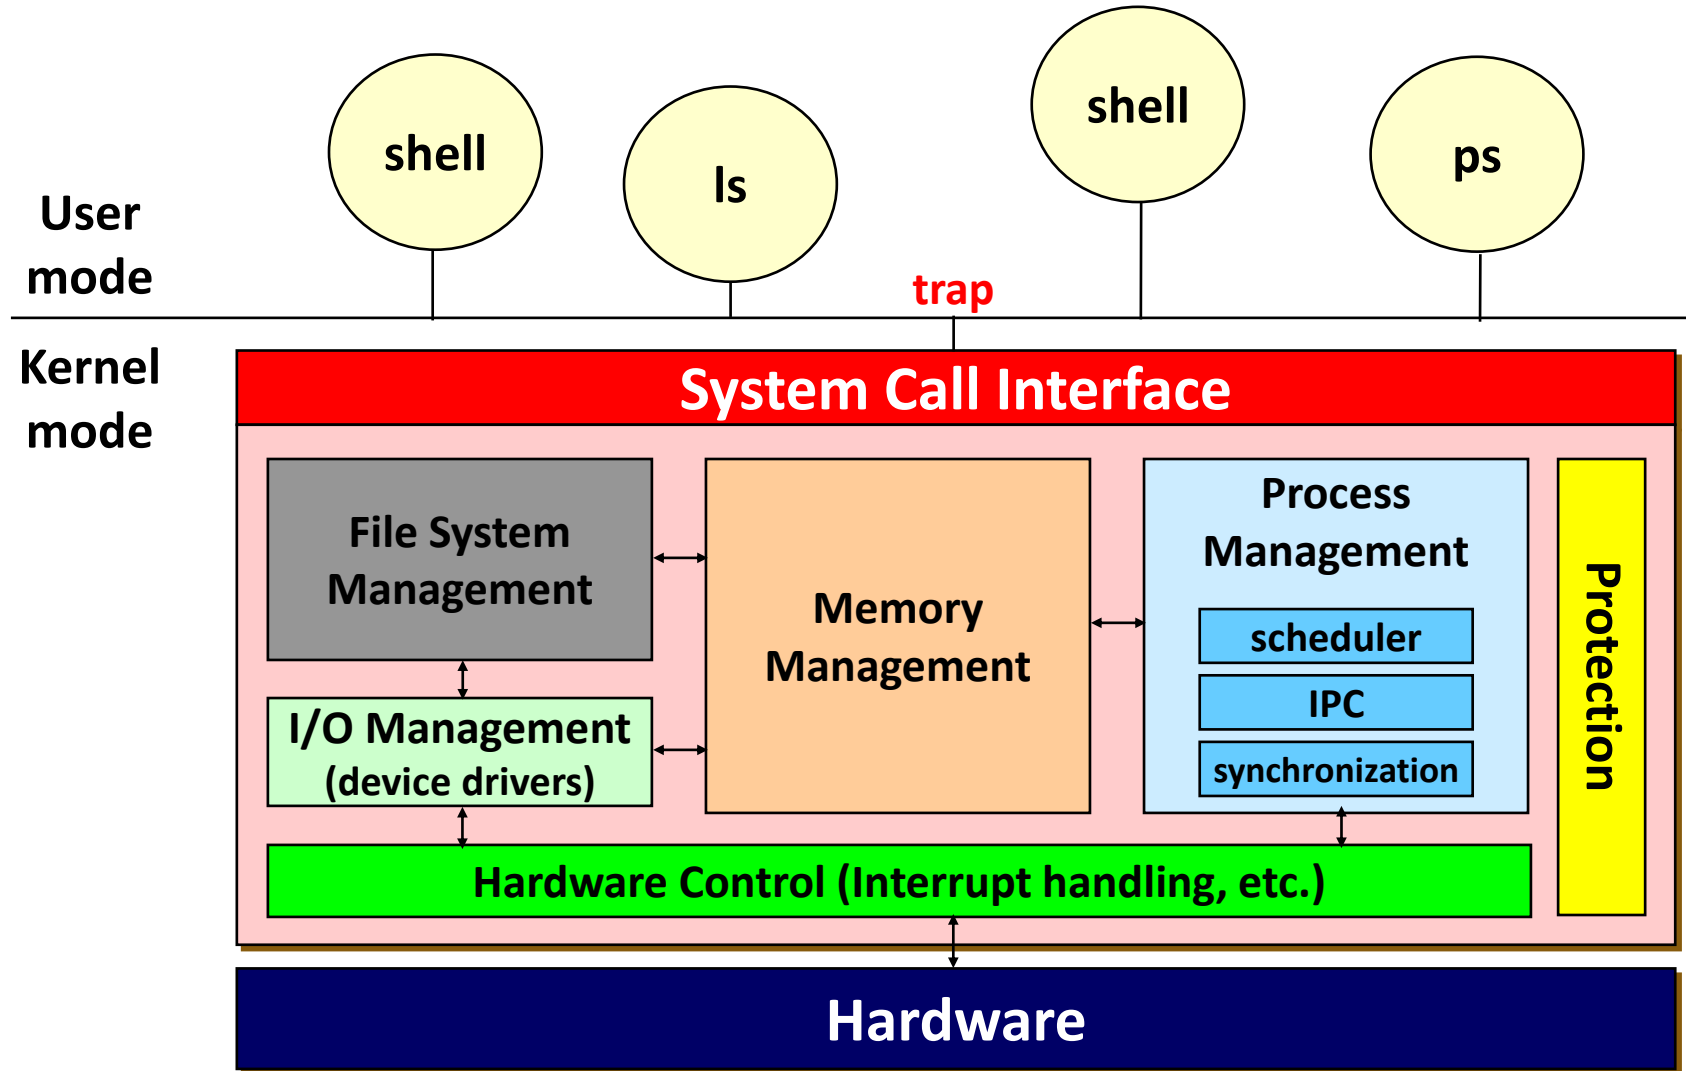 shell
ls
shell
ps
User
mode
trap
Kernel
mode
System Call Interface
File System
Management
I/O Management
(device drivers)
Memory
Management
Process
Management
scheduler
IPC
synchronization
Protection
Hardware Control (Interrupt handling, etc.)
Hardware